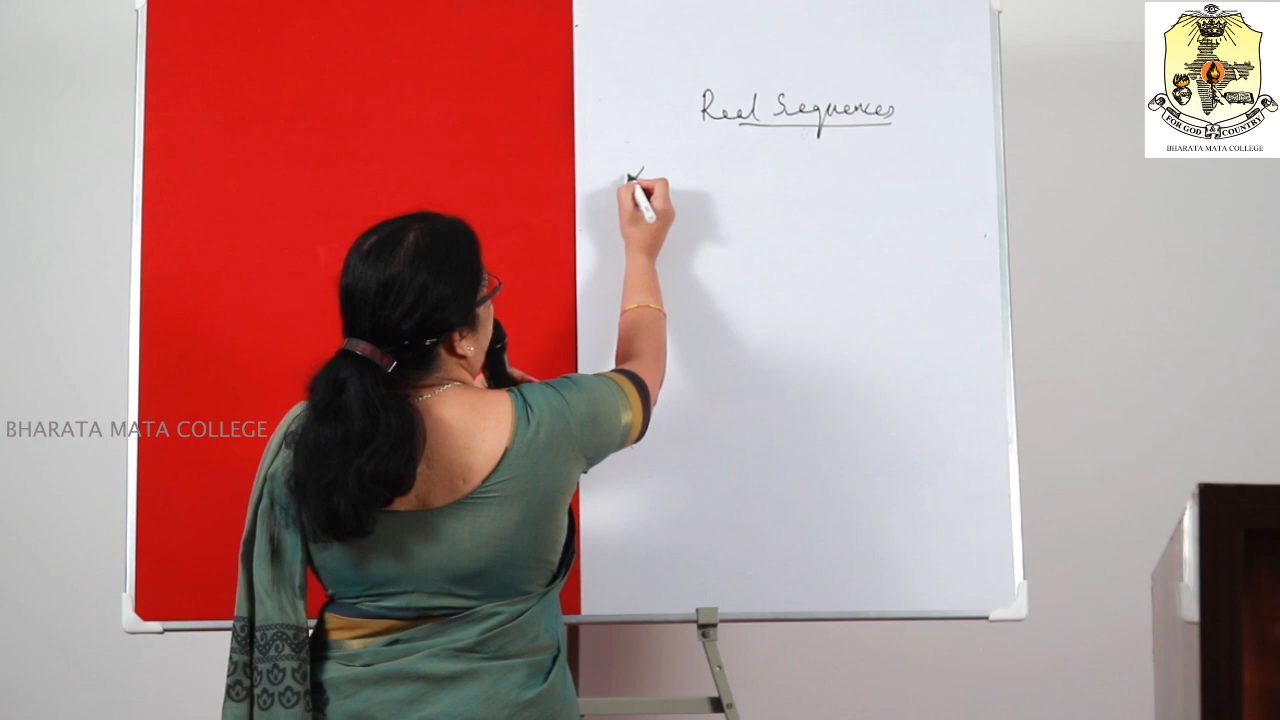 Real Sequences
FOR GOD & COUNTRY
BHARATA MATA COLLEGE
BHARATA MATA COLLEGE